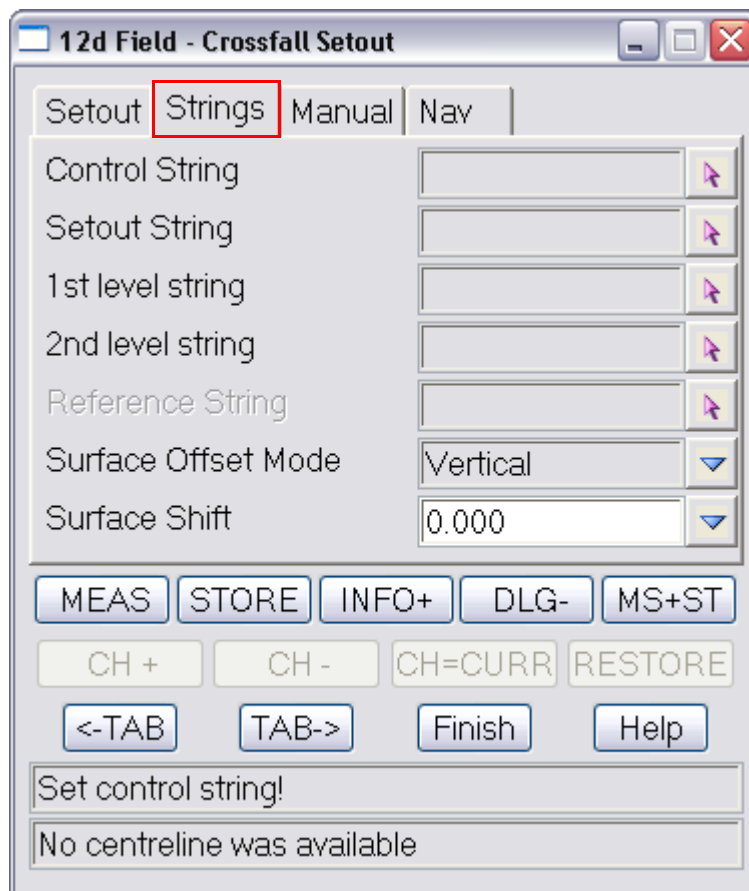 12d Field - Crossfall Setout
Setout Strings Manual Nav
Control String
Setout String
1st level string
2nd level string
Reference String
Surface Offset Mode Vertical
Surface Shift 0.000
MEAS STORE INFO+ DLG- MS+ST
CH + CH - CH=CURR RESTORE
<-TAB TAB-> Finish Help
Set control string!
No centreline was available